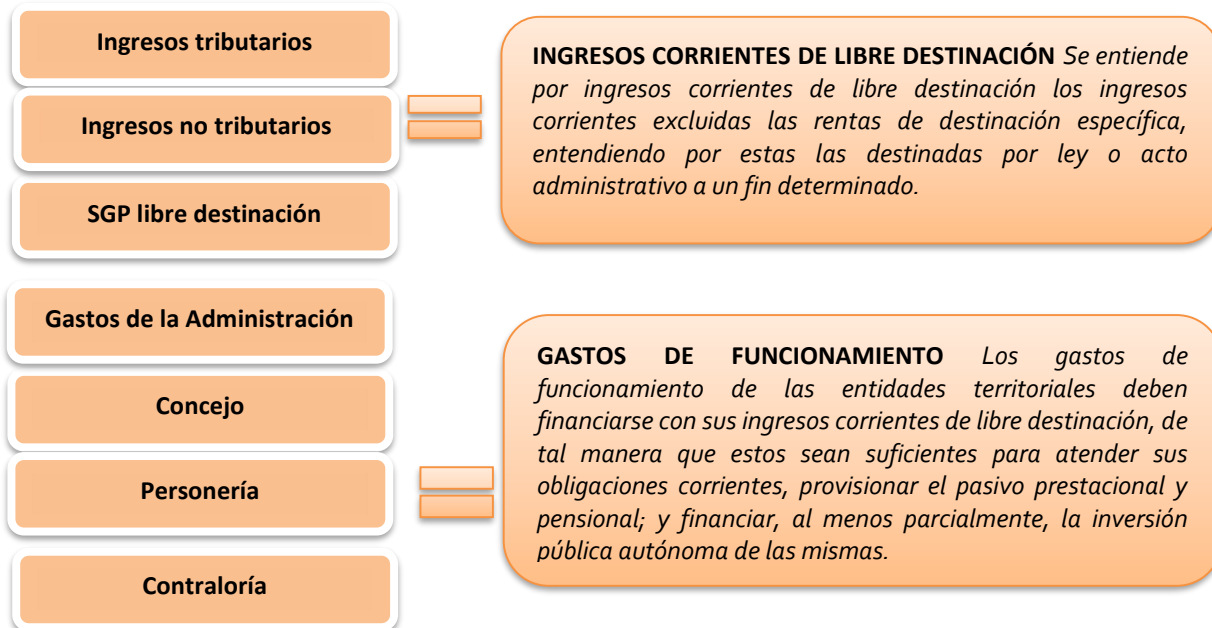 Ingresos tributarios
Ingresos no tributarios
SGP libre destinación
INGRESOS CORRIENTES DE LIBRE DESTINACIÓN Se entiende
por ingresos corrientes de libre destinación los ingresos
corrientes excluidas las rentas de destinación específica,
entendiendo por estas las destinadas por ley o acto
administrativo a un fin determinado.
Gastos de la Administración
Concejo
Personería
Contraloría
GASTOS DE FUNCIONAMIENTO Los gastos de
funcionamiento de las entidades territoriales deben
financiarse con sus ingresos corrientes de libre destinación, de
tal manera que estos sean suficientes para atender sus
obligaciones corrientes, provisionar el pasivo prestacional y
pensional; y financiar, al menos parcialmente, la inversión
pública autónoma de las mismas.